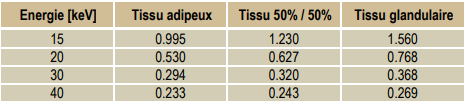 Energie [keV] Tissu adipeux Tissu 50% / 50% Tissu glandulaire
15 0.995 1.230 1.560
20 0.530 0.627 0.768
30 0.294 0.320 0.368
40 0.233 0.243 0.269